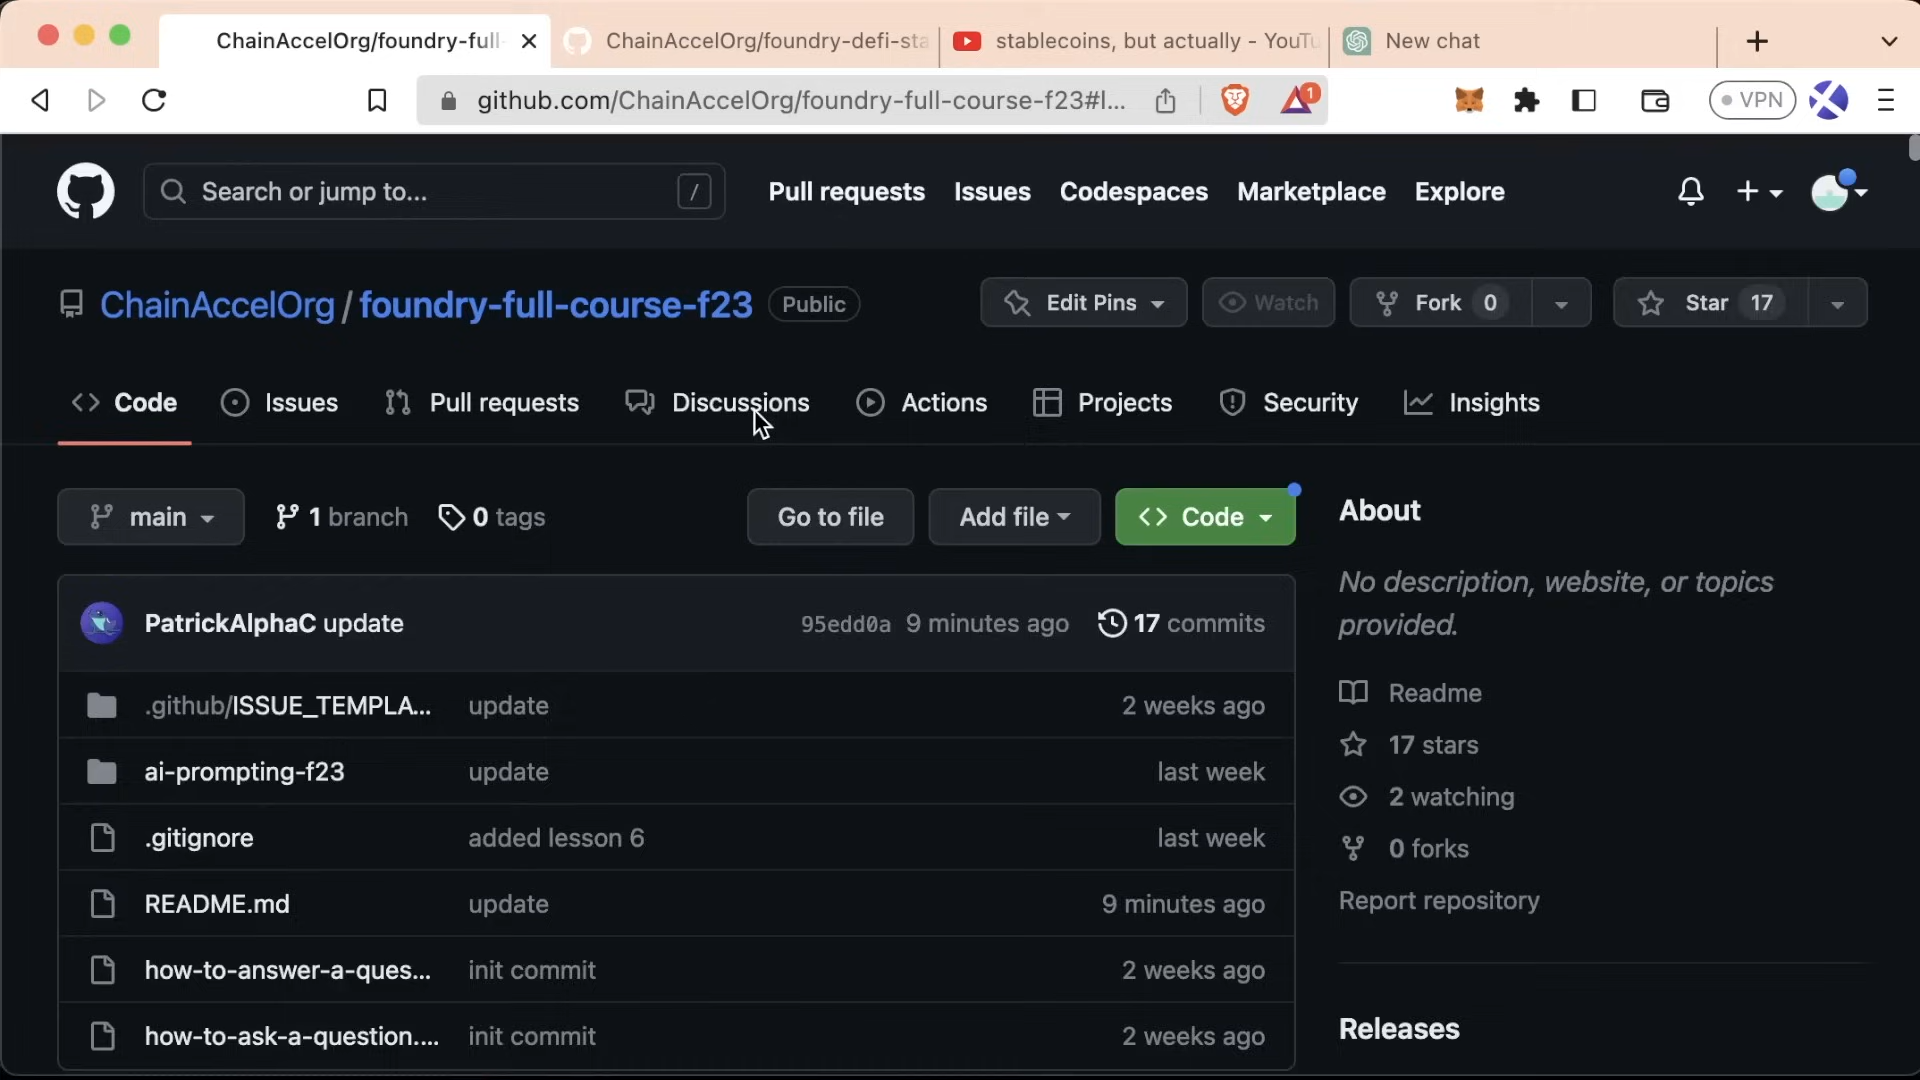 ChainAccelOrg/foundry-full-
ChainAccelOrg/foundry-defi-sta
stablecoins, but actually - YouTu
New chat
github.com/ChainAccelOrg/foundry-full-course-f23#l...
1
VPN
Search or jump to...
/
Pull requests
Issues
Codespaces
Marketplace
Explore
ChainAccelOrg / foundry-full-course-f23
Public
Edit Pins
Watch
Fork 0
Star 17
Code
Issues
Pull requests
Discussions
Actions
Projects
Security
Insights
main
1 branch
0 tags
Go to file
Add file
Code
PatrickAlphaC update
95edd0a 9 minutes ago
17 commits
.github/ISSUE_TEMPLA... update 2 weeks ago
ai-prompting-f23 update last week
.gitignore added lesson 6 last week
README.md update 9 minutes ago
how-to-answer-a-ques... init commit 2 weeks ago
how-to-ask-a-question.... init commit 2 weeks ago
About
No description, website, or topics
provided.
Readme
17 stars
2 watching
0 forks
Report repository
Releases